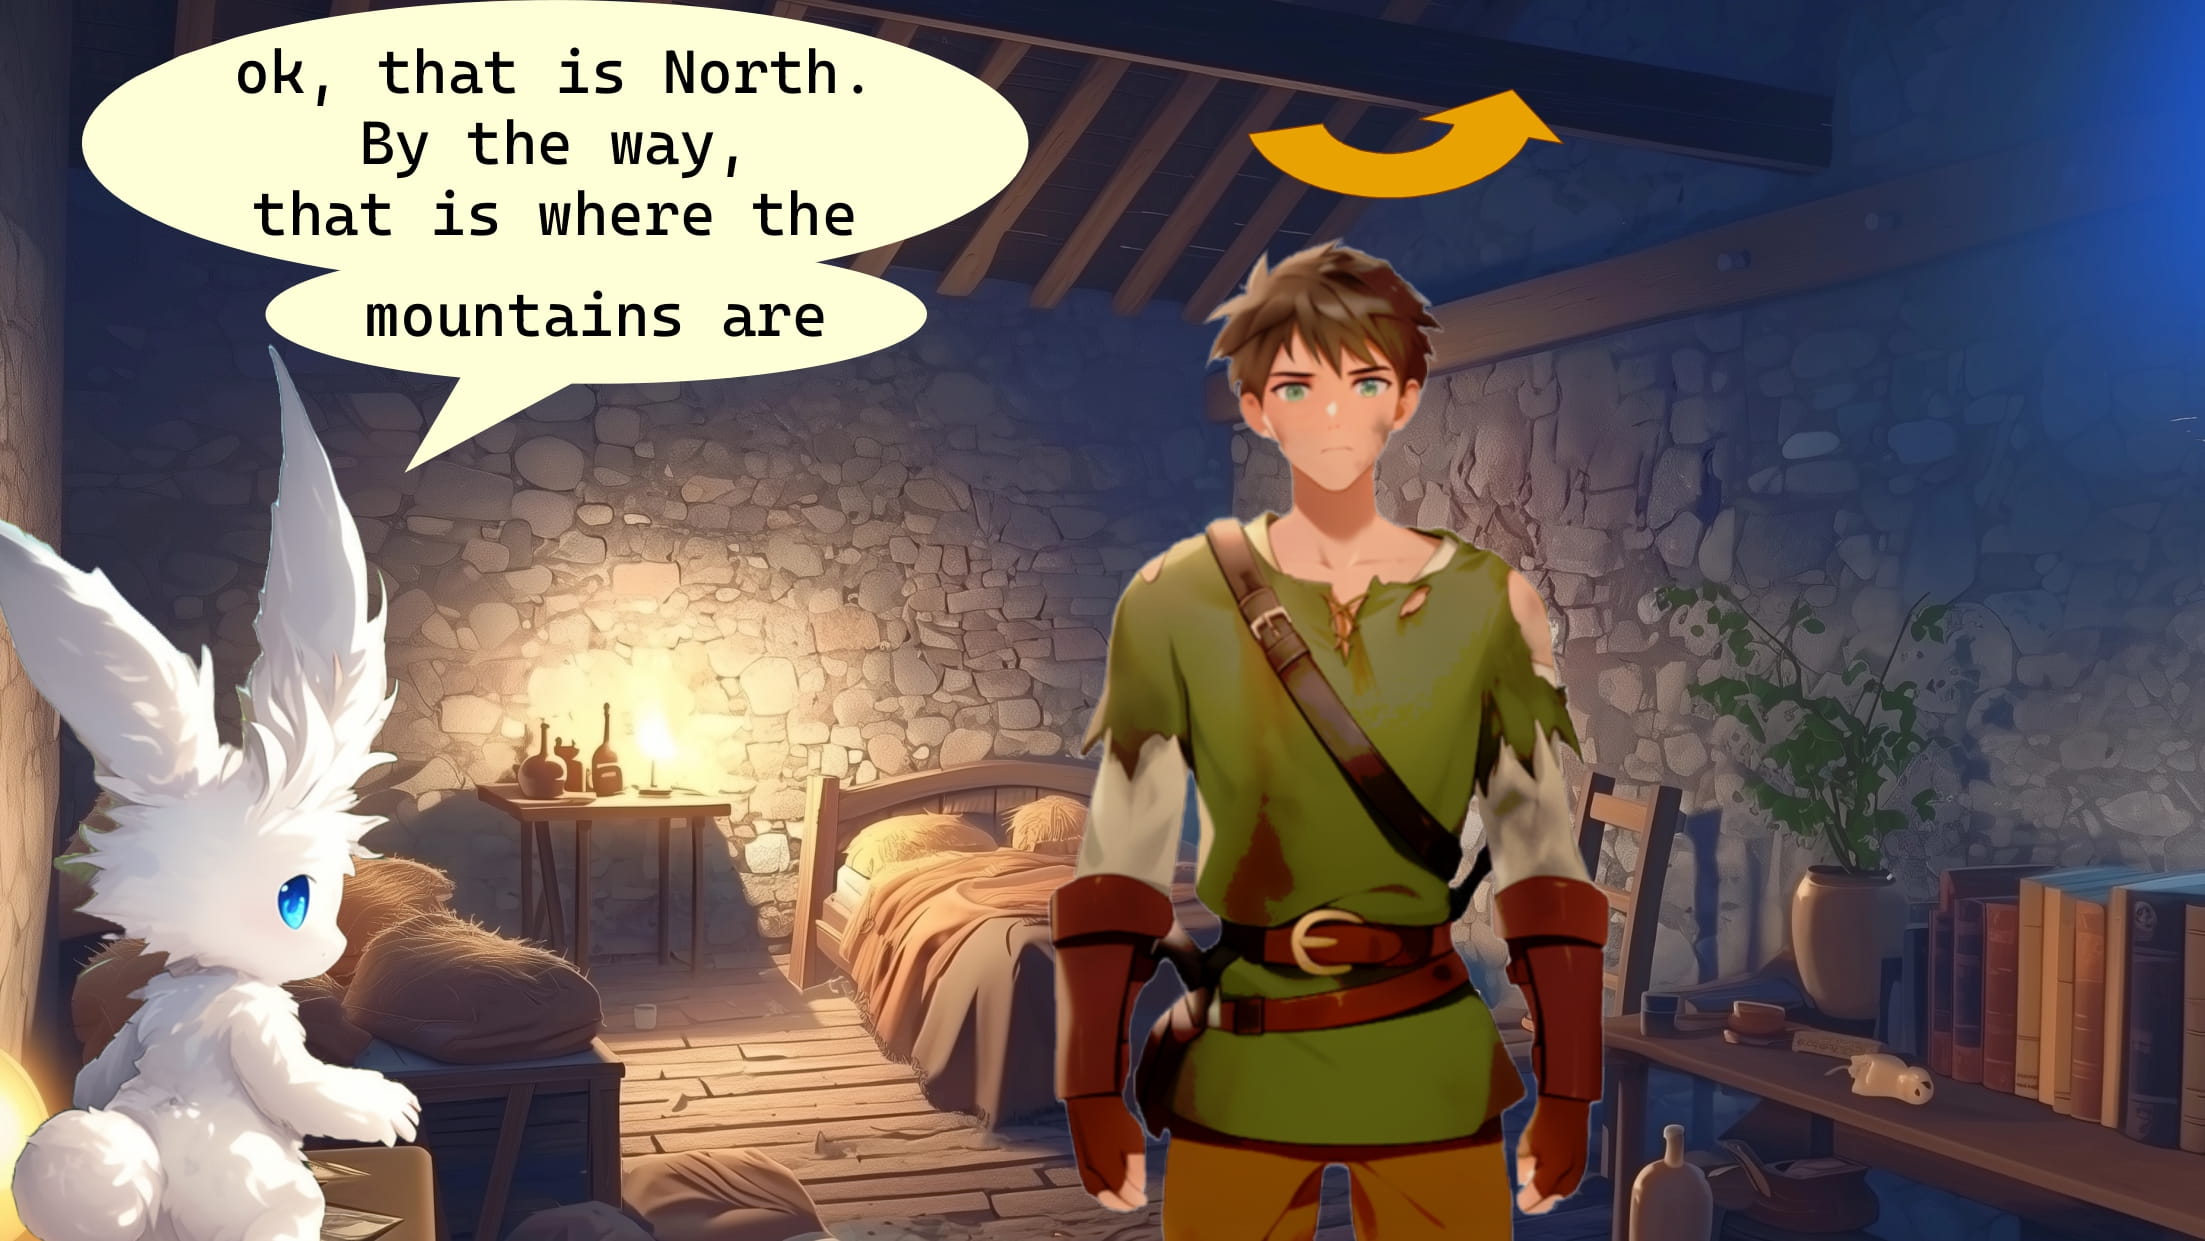 ok, that is North.
By the way,
that is where the
mountains are